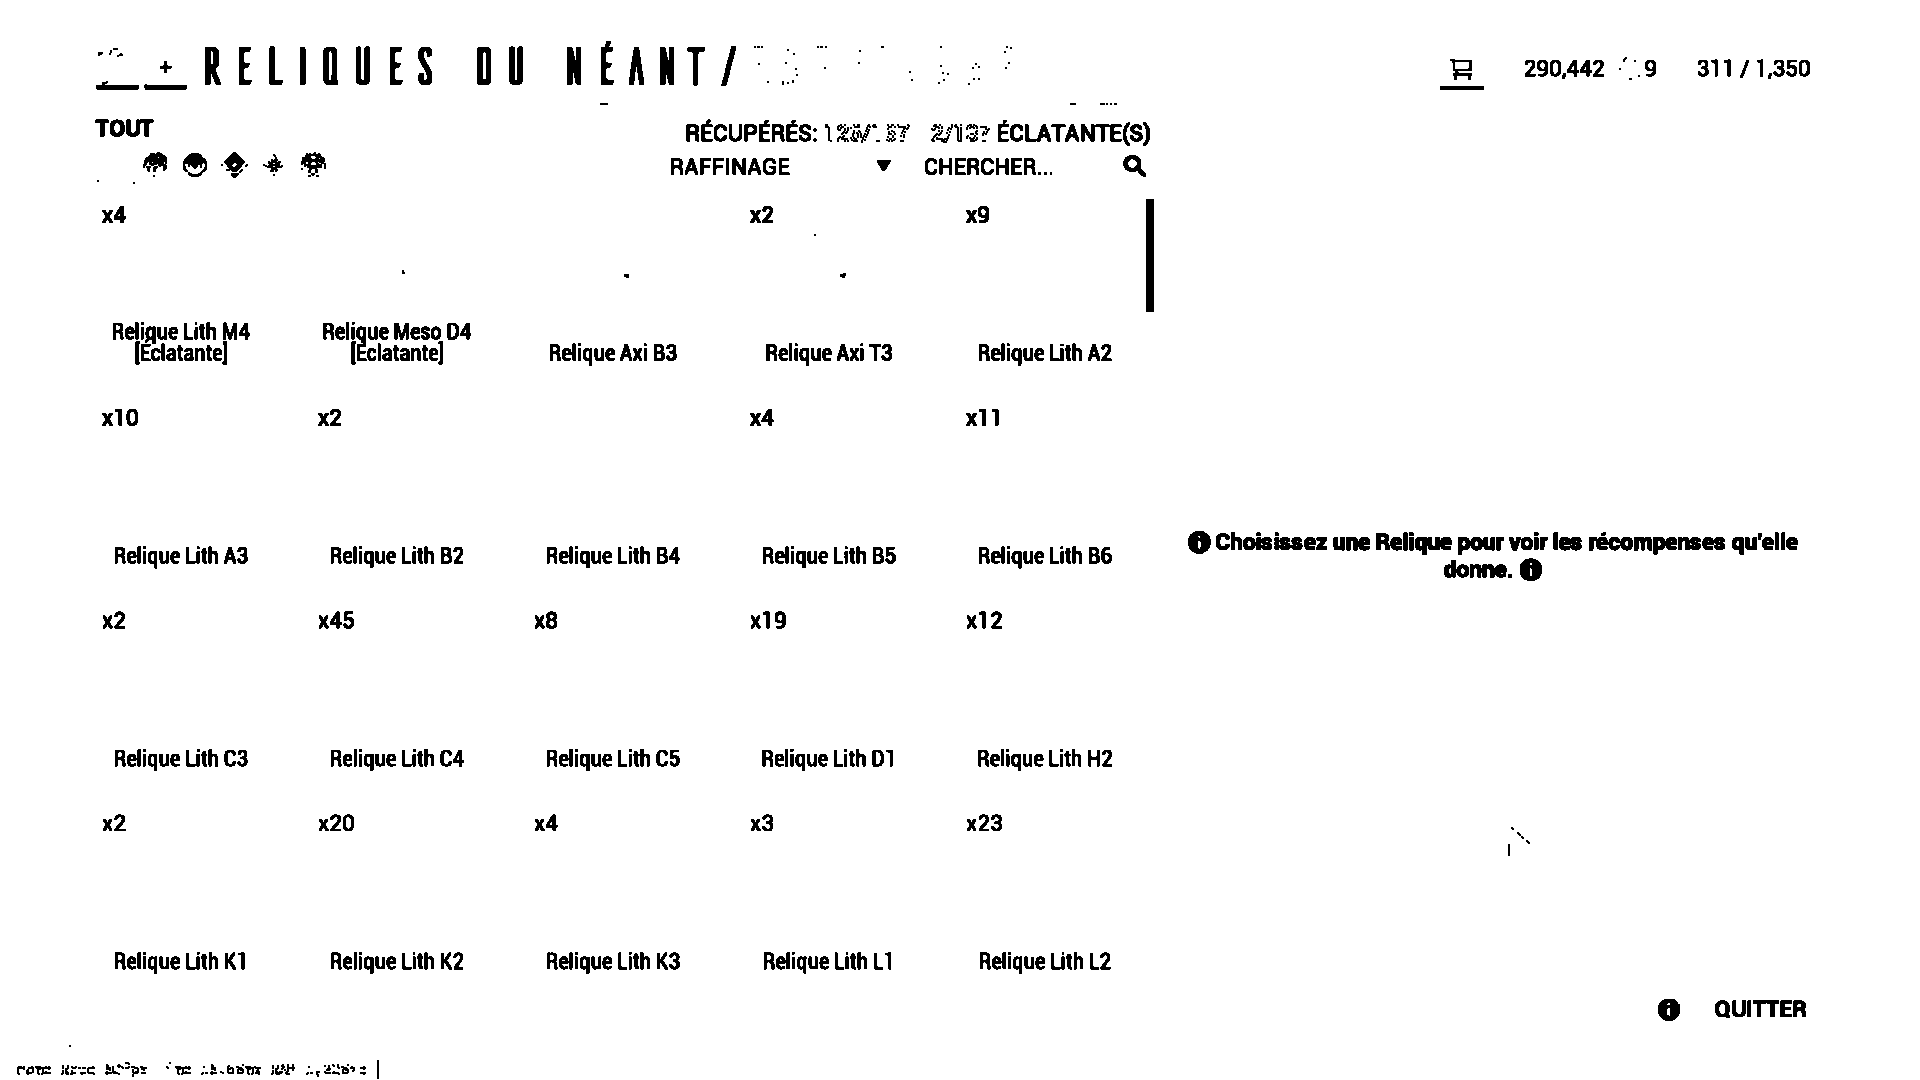 RELIQUES DU NÉANT/
290,442 9 311 / 1,350
TOUT
RÉCUPÉRÉS: ÉCLATANTE(S)
RAFFINAGE CHERCHER...
x4 x2 x9
Relique Lith M4 [Éclatante] Relique Meso D4 [Éclatante] Relique Axi B3 Relique Axi T3 Relique Lith A2
x10 x2 x4 x11
Relique Lith A3 Relique Lith B2 Relique Lith B4 Relique Lith B5 Relique Lith B6
Choisissez une Relique pour voir les récompenses qu'elle
donne.
x2 x45 x8 x19 x12
Relique Lith C3 Relique Lith C4 Relique Lith C5 Relique Lith D1 Relique Lith H2
x2 x20 x4 x3 x23
Relique Lith K1 Relique Lith K2 Relique Lith K3 Relique Lith L1 Relique Lith L2
QUITTER